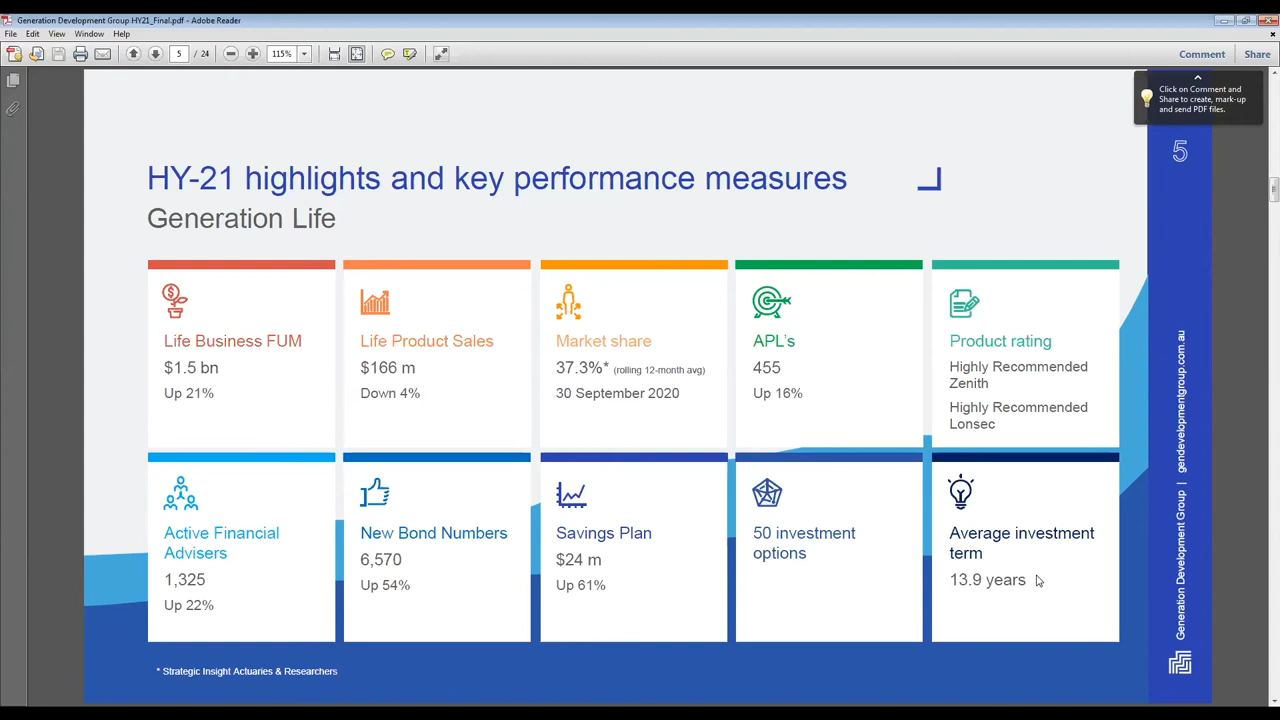 Generation Development Group HY21_Final.pdf - Adobe Reader
File Edit View Window Help
5 / 24 115% Comment Share
Click on Comment and
Share to create, mark-up
and send PDF files.
5
HY-21 highlights and key performance measures
Generation Life
Life Business FUM
$1.5 bn
Up 21%
Life Product Sales
$166 m
Down 4%
Market share
37.3%* (rolling 12-month avg)
30 September 2020
APL's
455
Up 16%
Product rating
Highly Recommended
Zenith
Highly Recommended
Lonsec
Active Financial
Advisers
1,325
Up 22%
New Bond Numbers
6,570
Up 54%
Savings Plan
$24 m
Up 61%
50 investment
options
Average investment
term
13.9 years
* Strategic Insight Actuaries & Researchers
Generation Development Group | gendevelopmentgroup.com.au